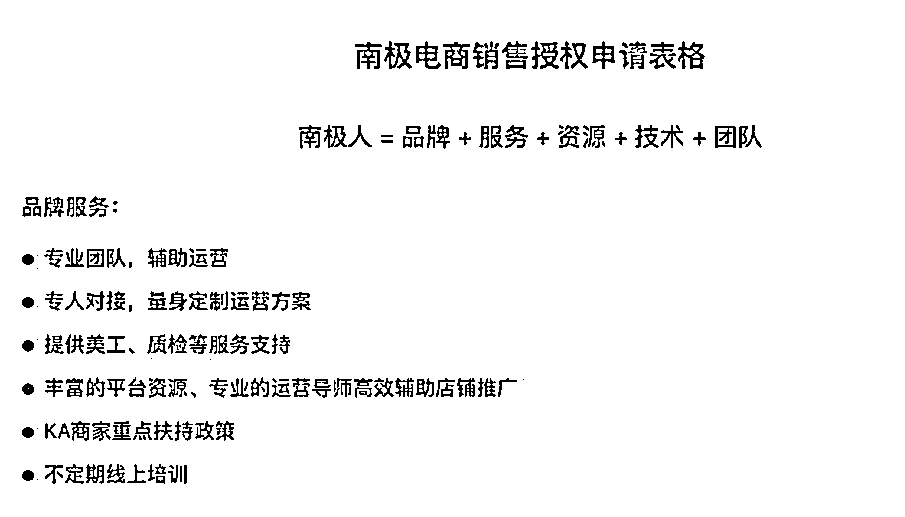 南极电商销售授权申请表格
南极人 = 品牌 + 服务 + 资源 + 技术 + 团队
品牌服务：
● 专业团队，辅助运营
● 专人对接，量身定制运营方案
● 提供美工、质检等服务支持
● 丰富的平台资源、专业的运营导师高效辅助店铺推广
● KA商家重点扶持政策
● 不定期线上培训